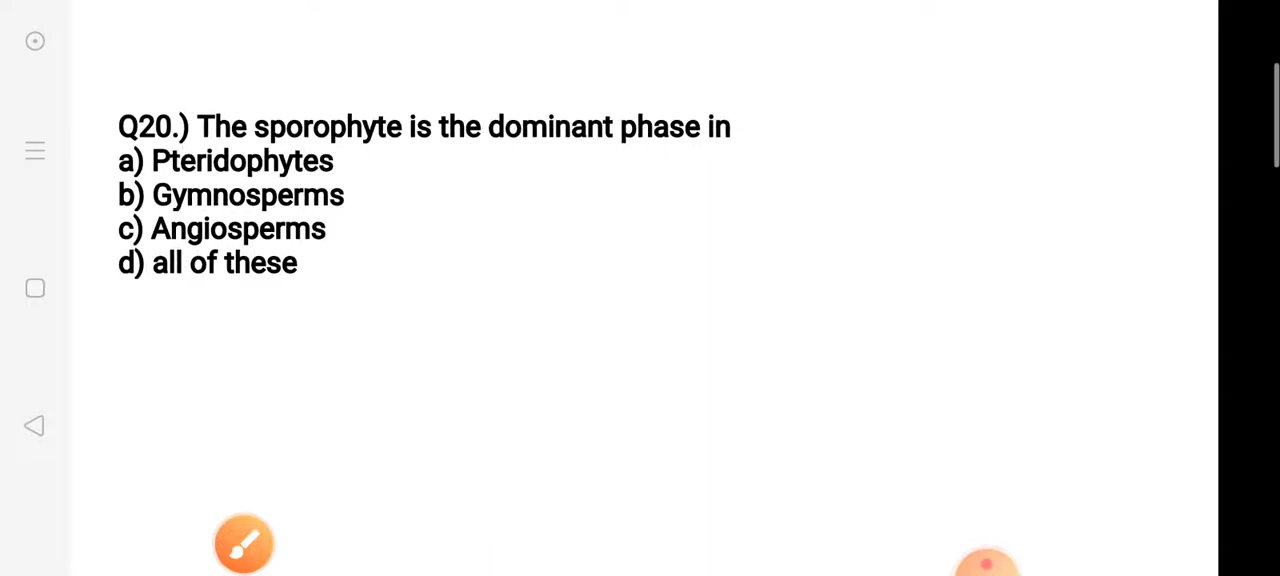 Q20.) The sporophyte is the dominant phase in
a) Pteridophytes
b) Gymnosperms
c) Angiosperms
d) all of these